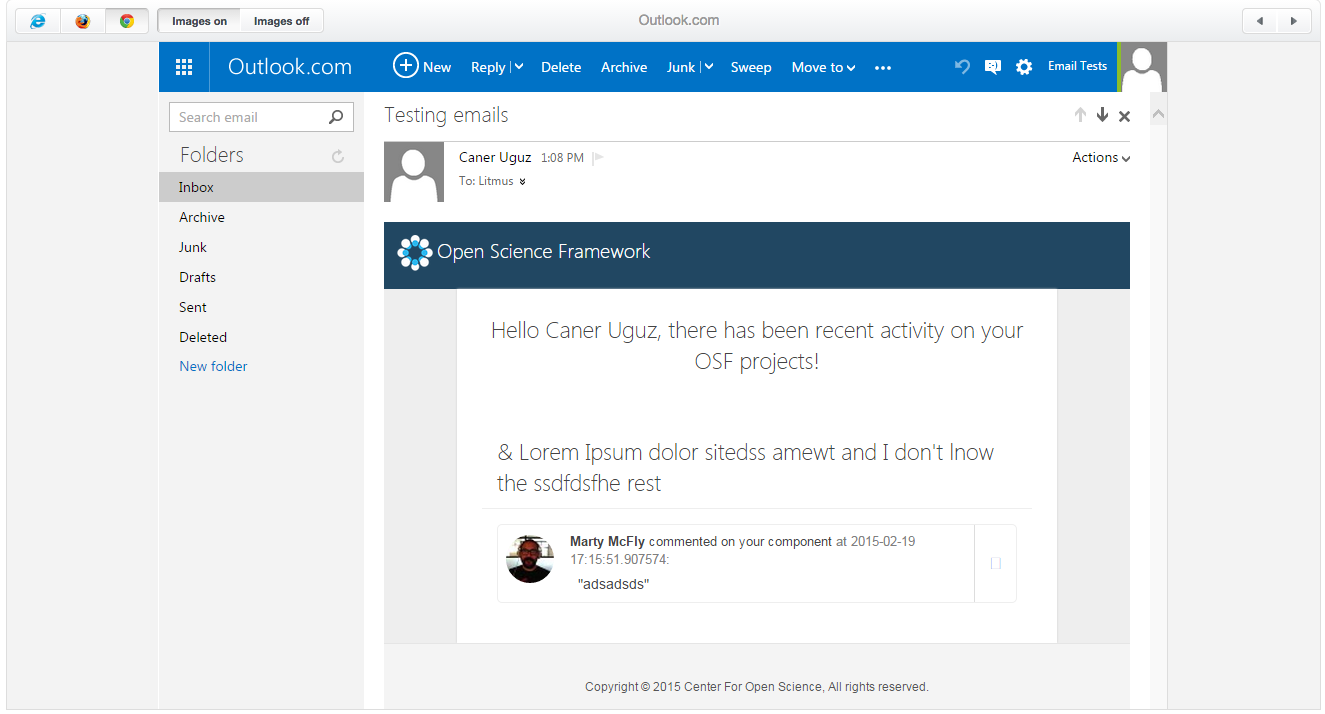 Images on Images off Outlook.com
Outlook.com New Reply Delete Archive Junk Sweep Move to ••• Email Tests
Search email
Folders
Inbox
Archive
Junk
Drafts
Sent
Deleted
New folder
Testing emails
Caner Uguz 1:08 PM Actions
To: Litmus
Open Science Framework
Hello Caner Uguz, there has been recent activity on your
OSF projects!
& Lorem Ipsum dolor sitedss amewt and I don't lnow
the ssdfdsfhe rest
Marty McFly commented on your component at 2015-02-19
17:15:51.907574:
"adsadsds"
Copyright © 2015 Center For Open Science, All rights reserved.